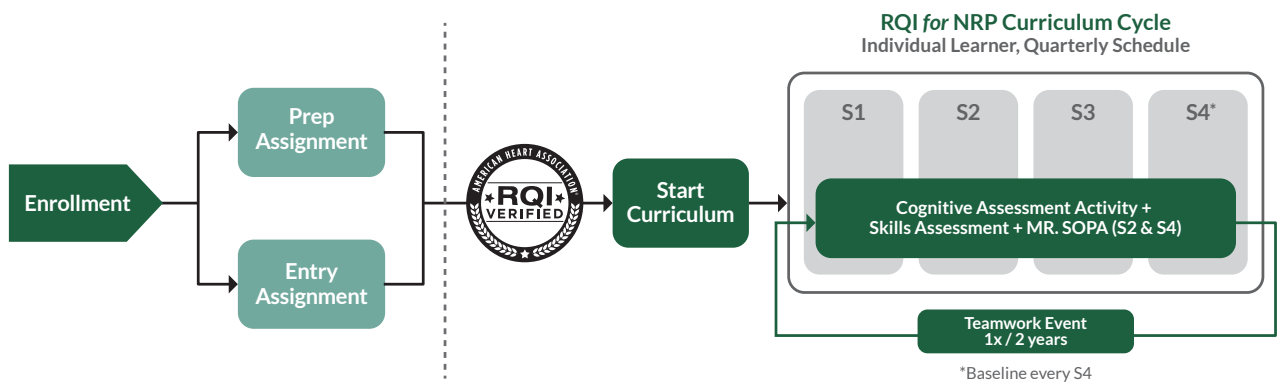 RQI for NRP Curriculum Cycle
Individual Learner, Quarterly Schedule
Enrollment
Prep
Assignment
Entry
Assignment
AMERICAN HEART ASSOCIATION®
RQI
VERIFIED
Start
Curriculum
S1
S2
S3
S4*
Cognitive Assessment Activity +
Skills Assessment + MR. SOPA (S2 & S4)
Teamwork Event
1x / 2 years
*Baseline every S4